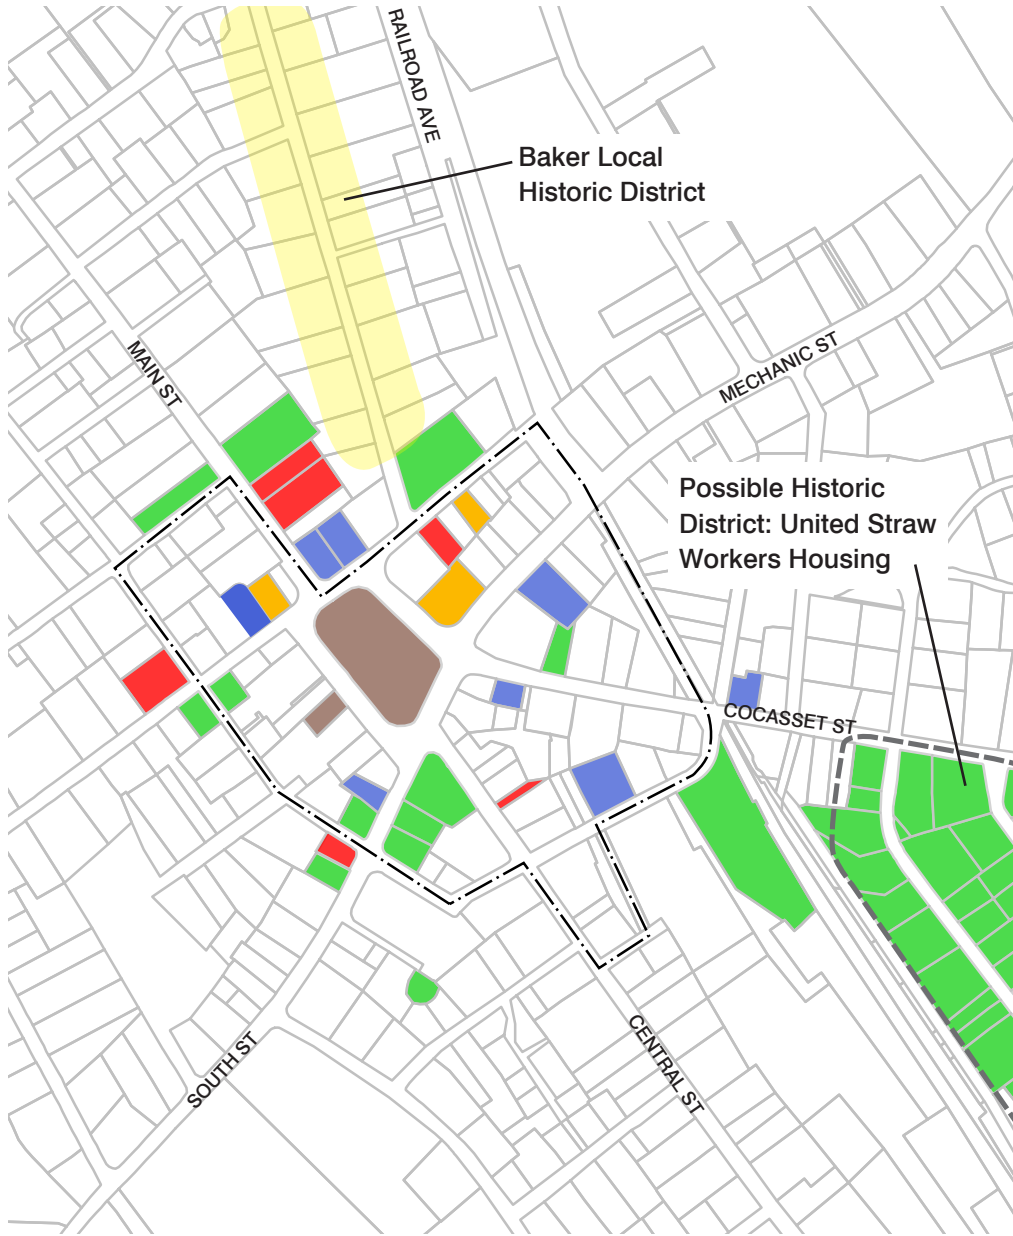 RAILROAD AVE
Baker Local
Historic District
MAIN ST
MECHANIC ST
Possible Historic
District: United Straw
Workers Housing
COCASSET ST
SOUTH ST
CENTRAL ST